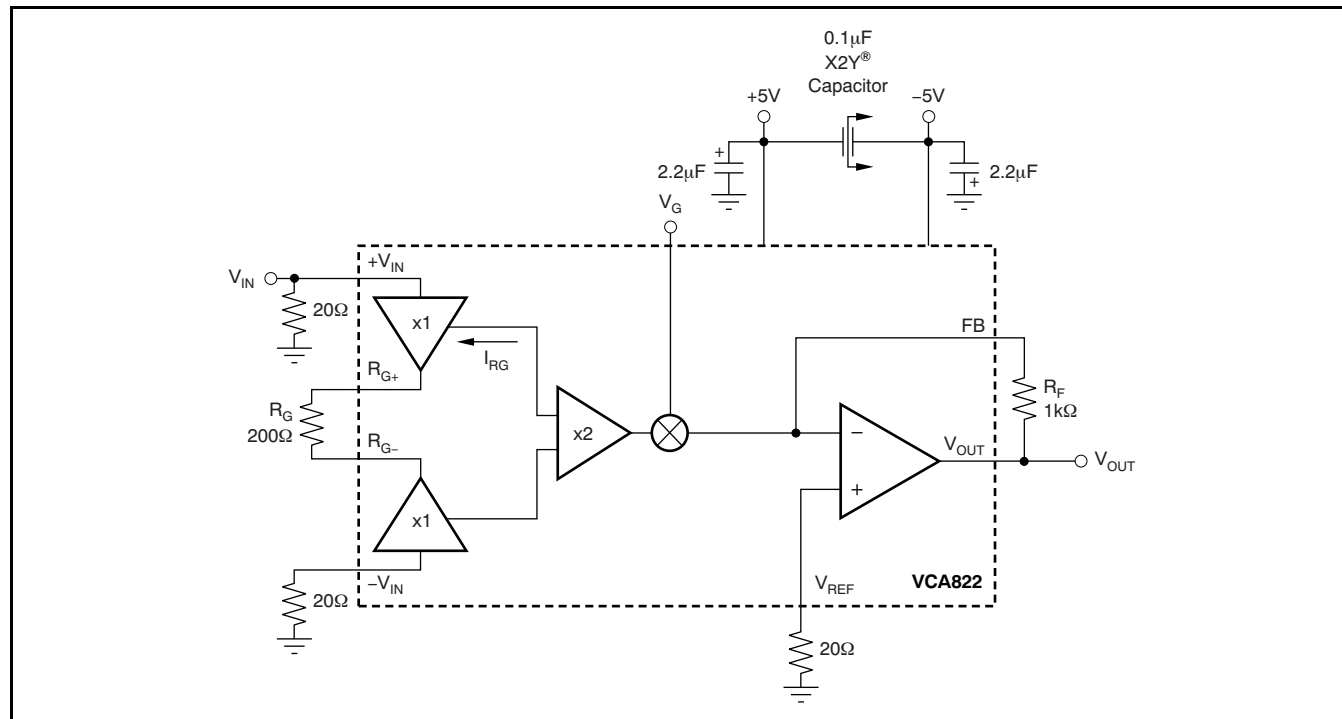 0.1μF
X2Y®
Capacitor
+5V
−5V
+
2.2μF
2.2μF
+
V_G
V_IN
+V_IN
20Ω
x1
I_RG
R_G+
R_G
200Ω
R_G−
x2
x1
−V_IN
20Ω
FB
R_F
1kΩ
−
+
V_OUT
V_OUT
V_REF
VCA822
20Ω